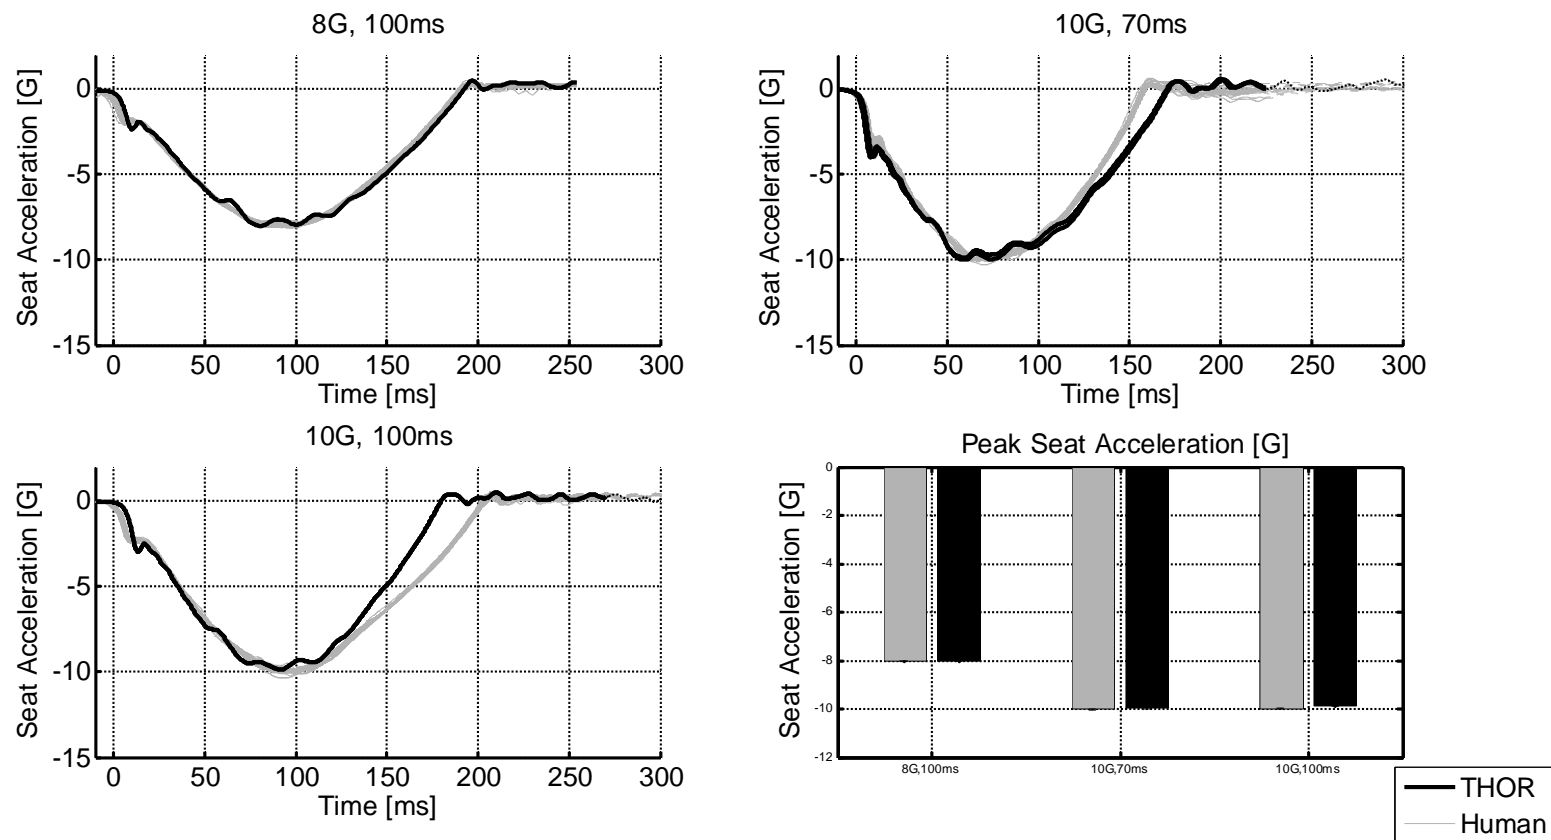 8G, 100ms
Seat Acceleration [G]
0
-5
-10
-15
0 50 100 150 200 250 300
Time [ms]
10G, 70ms
Seat Acceleration [G]
0
-5
-10
-15
0 50 100 150 200 250 300
Time [ms]
10G, 100ms
Seat Acceleration [G]
0
-5
-10
-15
0 50 100 150 200 250 300
Time [ms]
Peak Seat Acceleration [G]
Seat Acceleration [G]
0
-2
-4
-6
-8
-10
-12
8G,100ms 10G,70ms 10G,100ms
THOR
Human